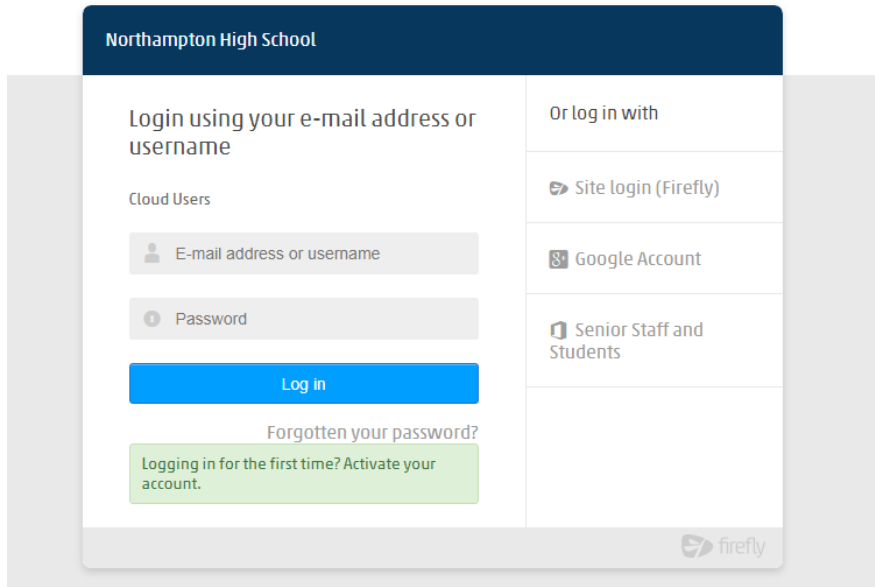 Northampton High School
Login using your e-mail address or
username
Cloud Users
E-mail address or username
Password
Log in
Forgotten your password?
Logging in for the first time? Activate your
account.
Or log in with
Site login (Firefly)
Google Account
Senior Staff and
Students
firefly